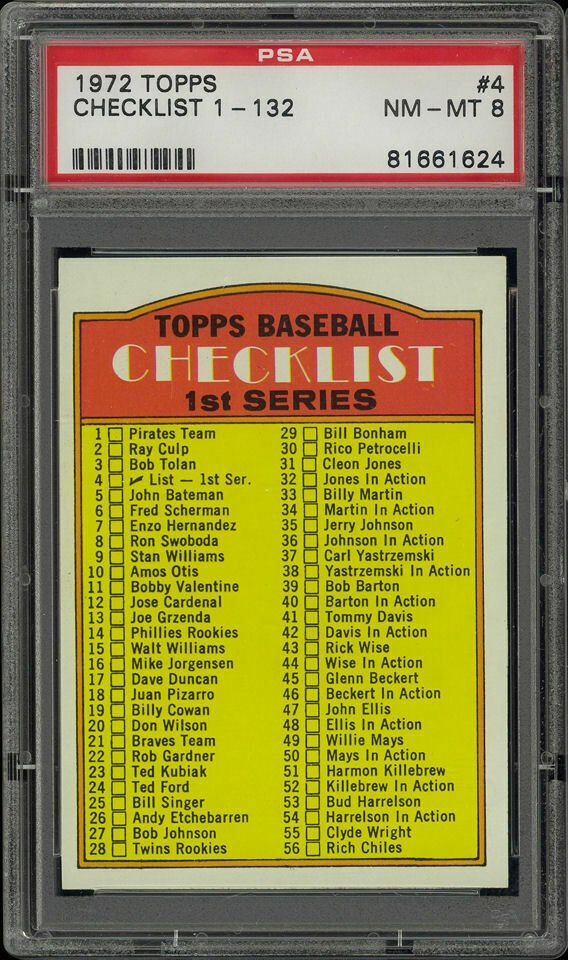 PSA
1972 TOPPS #4
CHECKLIST 1-132 NM-MT 8
81661624
TOPPS BASEBALL
CHECKLIST
1st SERIES
1 Pirates Team
2 Ray Culp
3 Bob Tolan
4 List — 1st Ser.
5 John Bateman
6 Fred Scherman
7 Enzo Hernandez
8 Ron Swoboda
9 Stan Williams
10 Amos Otis
11 Bobby Valentine
12 Jose Cardenal
13 Joe Grzenda
14 Phillies Rookies
15 Walt Williams
16 Mike Jorgensen
17 Dave Duncan
18 Juan Pizarro
19 Billy Cowan
20 Don Wilson
21 Braves Team
22 Rob Gardner
23 Ted Kubiak
24 Ted Ford
25 Bill Singer
26 Andy Etchebarren
27 Bob Johnson
28 Twins Rookies
29 Bill Bonham
30 Rico Petrocelli
31 Cleon Jones
32 Jones In Action
33 Billy Martin
34 Martin In Action
35 Jerry Johnson
36 Johnson In Action
37 Carl Yastrzemski
38 Yastrzemski In Action
39 Bob Barton
40 Barton In Action
41 Tommy Davis
42 Davis In Action
43 Rick Wise
44 Wise In Action
45 Glenn Beckert
46 Beckert In Action
47 John Ellis
48 Ellis In Action
49 Willie Mays
50 Mays In Action
51 Harmon Killebrew
52 Killebrew In Action
53 Bud Harrelson
54 Harrelson In Action
55 Clyde Wright
56 Rich Chiles